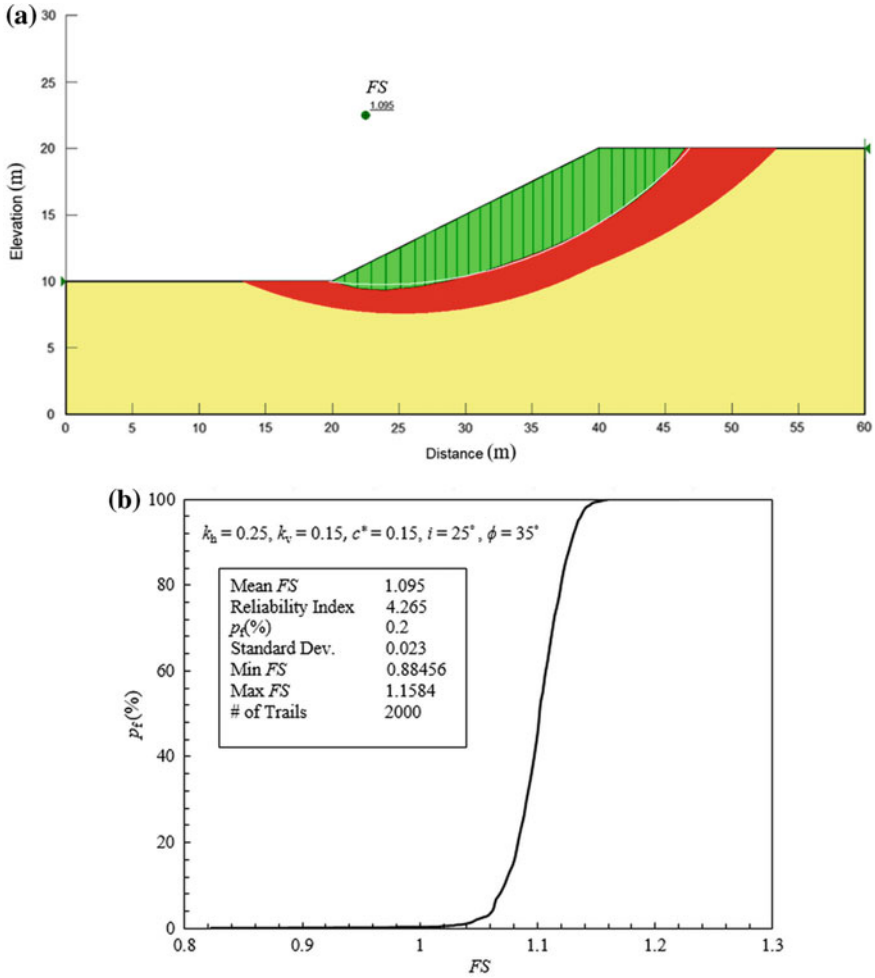 (a)
30
25
20
15
10
5
0
Elevation (m)
FS
1.095
0 5 10 15 20 25 30 35 40 45 50 55 60
Distance (m)
(b)
100
80
60
40
20
0
p_f(%)
k_h = 0.25, k_v = 0.15, c* = 0.15, i = 25°, ϕ = 35°
Mean FS 1.095
Reliability Index 4.265
p_f(%) 0.2
Standard Dev. 0.023
Min FS 0.88456
Max FS 1.1584
# of Trails 2000
0.8 0.9 1 1.1 1.2 1.3
FS